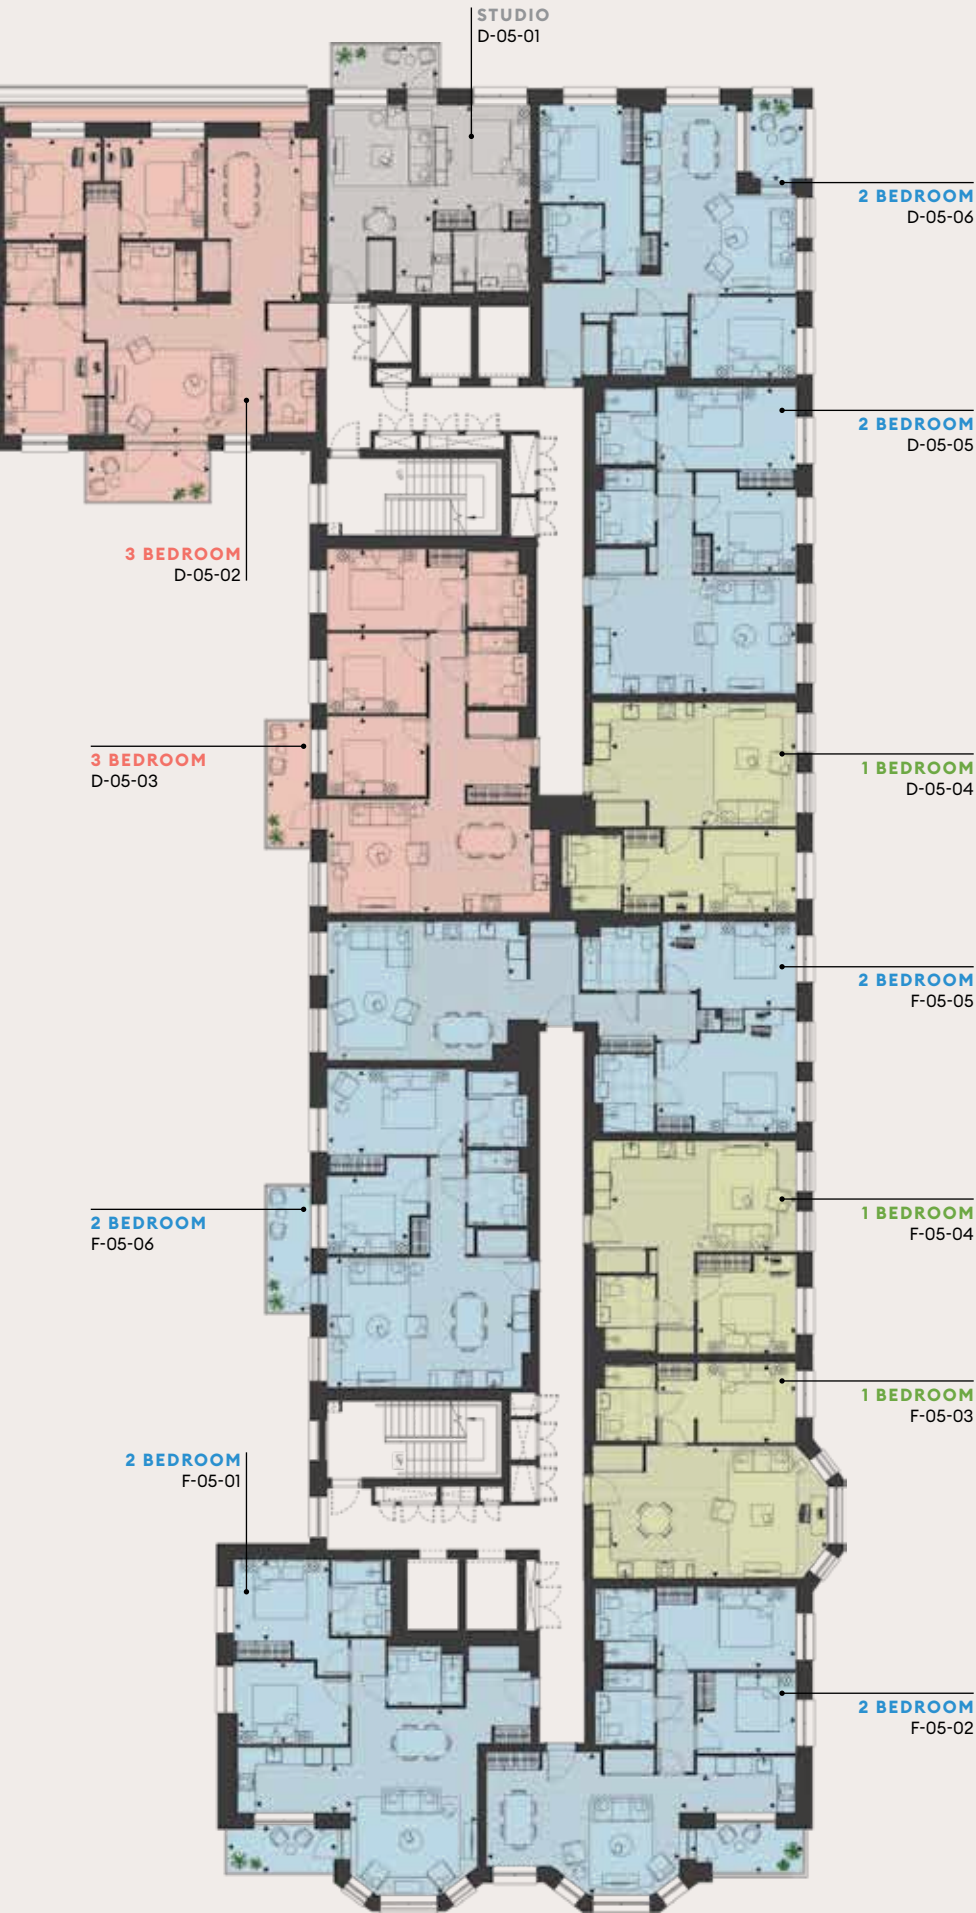 STUDIO
D-05-01
2 BEDROOM
D-05-06
2 BEDROOM
D-05-05
3 BEDROOM
D-05-02
3 BEDROOM
D-05-03
1 BEDROOM
D-05-04
2 BEDROOM
F-05-05
2 BEDROOM
F-05-06
1 BEDROOM
F-05-04
1 BEDROOM
F-05-03
2 BEDROOM
F-05-01
2 BEDROOM
F-05-02